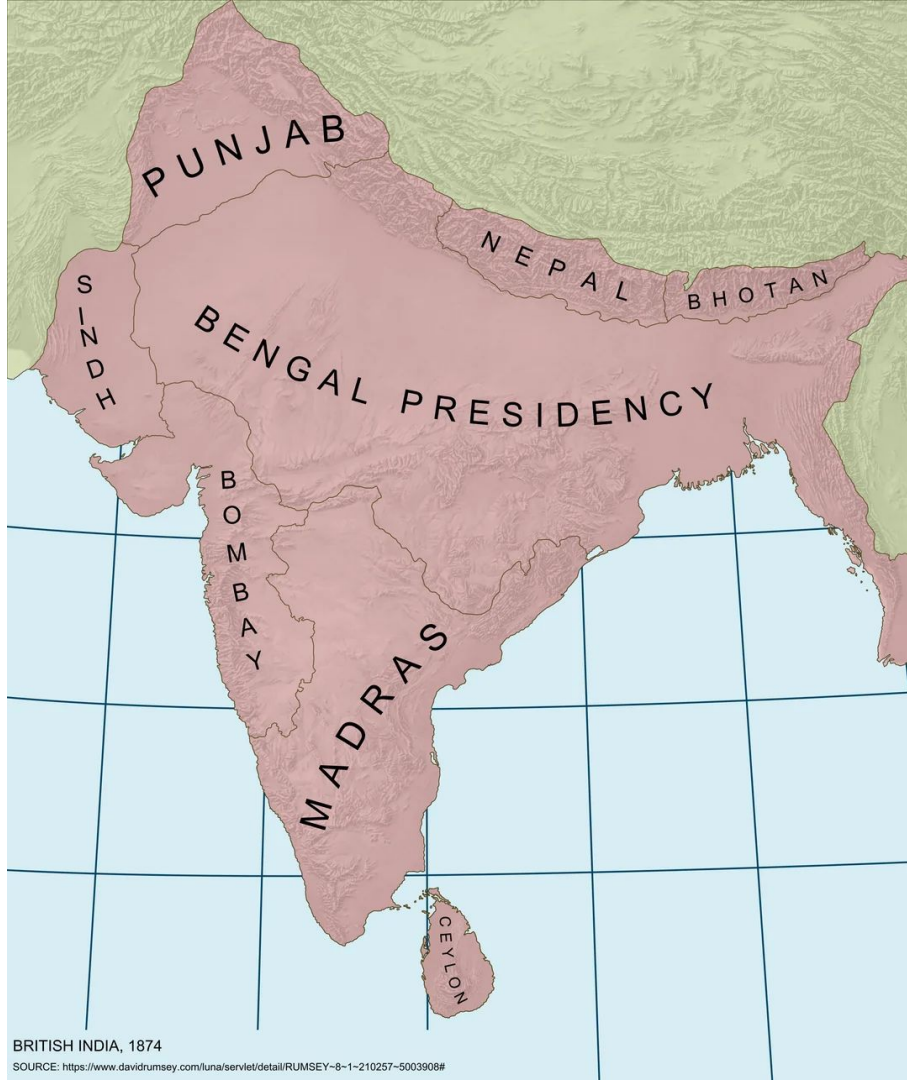 PUNJAB
NEPAL
BHOTAN
SINDH
BENGAL PRESIDENCY
BOMBAY
MADRAS
CEYLON
BRITISH INDIA, 1874
SOURCE: https://www.davidrumsey.com/luna/servlet/detail/RUMSEY~8~1~210257~5003908#